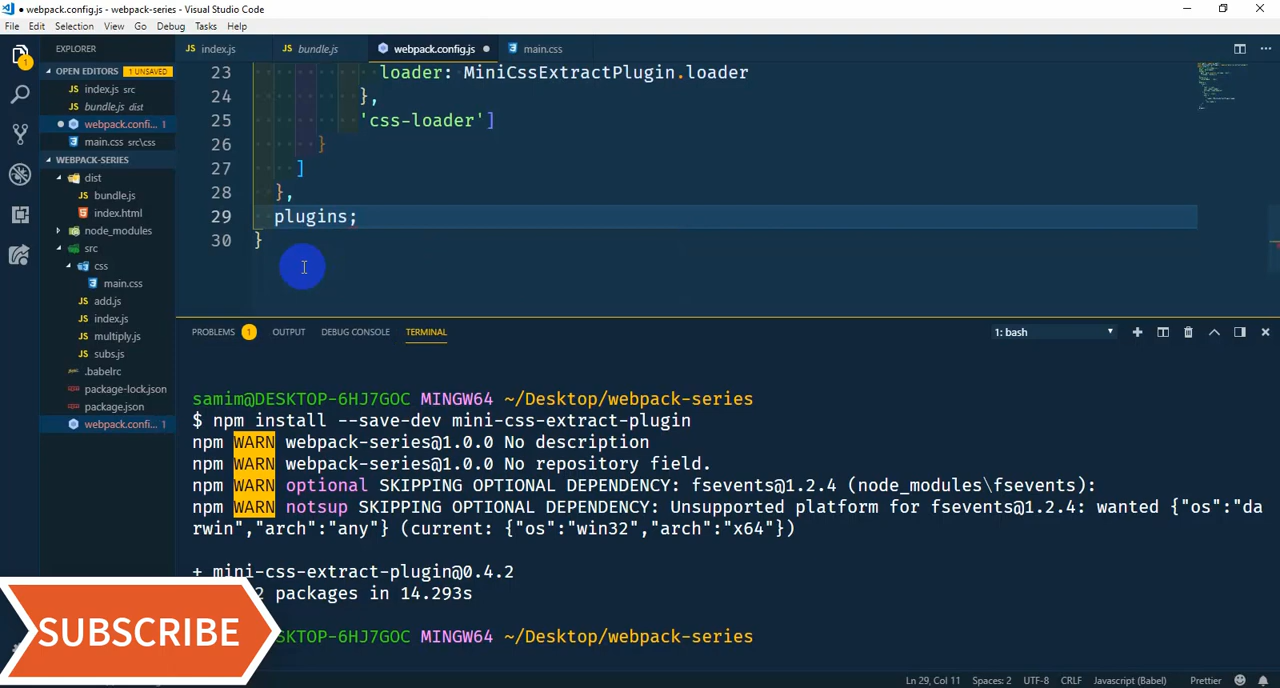 ● webpack.config.js - webpack-series - Visual Studio Code
File Edit Selection View Go Debug Tasks Help
1
EXPLORER
OPEN EDITORS 1 UNSAVED
index.js src
bundle.js dist
● webpack.confi... 1
main.css src\css
WEBPACK-SERIES
dist
bundle.js
index.html
node_modules
src
css
main.css
add.js
index.js
multiply.js
subs.js
.babelrc
package-lock.json
package.json
webpack.confi... 1
index.js bundle.js webpack.config.js ● main.css
23 loader: MiniCssExtractPlugin.loader
24 },
25 'css-loader']
26 }
27 ]
28 },
29 plugins;
30 }
PROBLEMS 1 OUTPUT DEBUG CONSOLE TERMINAL 1: bash
samim@DESKTOP-6HJ7GOC MINGW64 ~/Desktop/webpack-series
$ npm install --save-dev mini-css-extract-plugin
npm WARN webpack-series@1.0.0 No description
npm WARN webpack-series@1.0.0 No repository field.
npm WARN optional SKIPPING OPTIONAL DEPENDENCY: fsevents@1.2.4 (node_modules\fsevents):
npm WARN notsup SKIPPING OPTIONAL DEPENDENCY: Unsupported platform for fsevents@1.2.4: wanted {"os":"da
rwin","arch":"any"} (current: {"os":"win32","arch":"x64"})
+ mini-css-extract-plugin@0.4.2
2 packages in 14.293s
SKTOP-6HJ7GOC MINGW64 ~/Desktop/webpack-series
SUBSCRIBE
Ln 29, Col 11 Spaces: 2 UTF-8 CRLF Javascript (Babel) Prettier